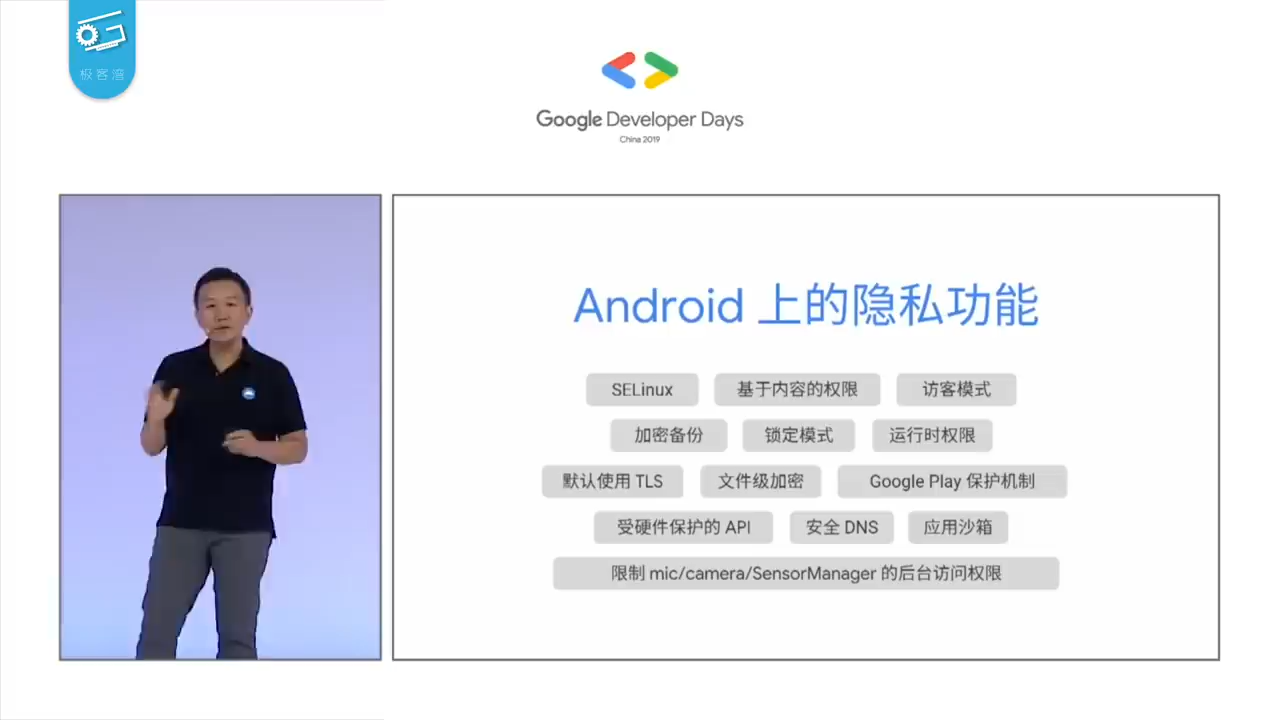 极客湾
Google Developer Days
China 2019
Android 上的隐私功能
SELinux 基于内容的权限 访客模式
加密备份 锁定模式 运行时权限
默认使用 TLS 文件级加密 Google Play 保护机制
受硬件保护的 API 安全 DNS 应用沙箱
限制 mic/camera/SensorManager 的后台访问权限